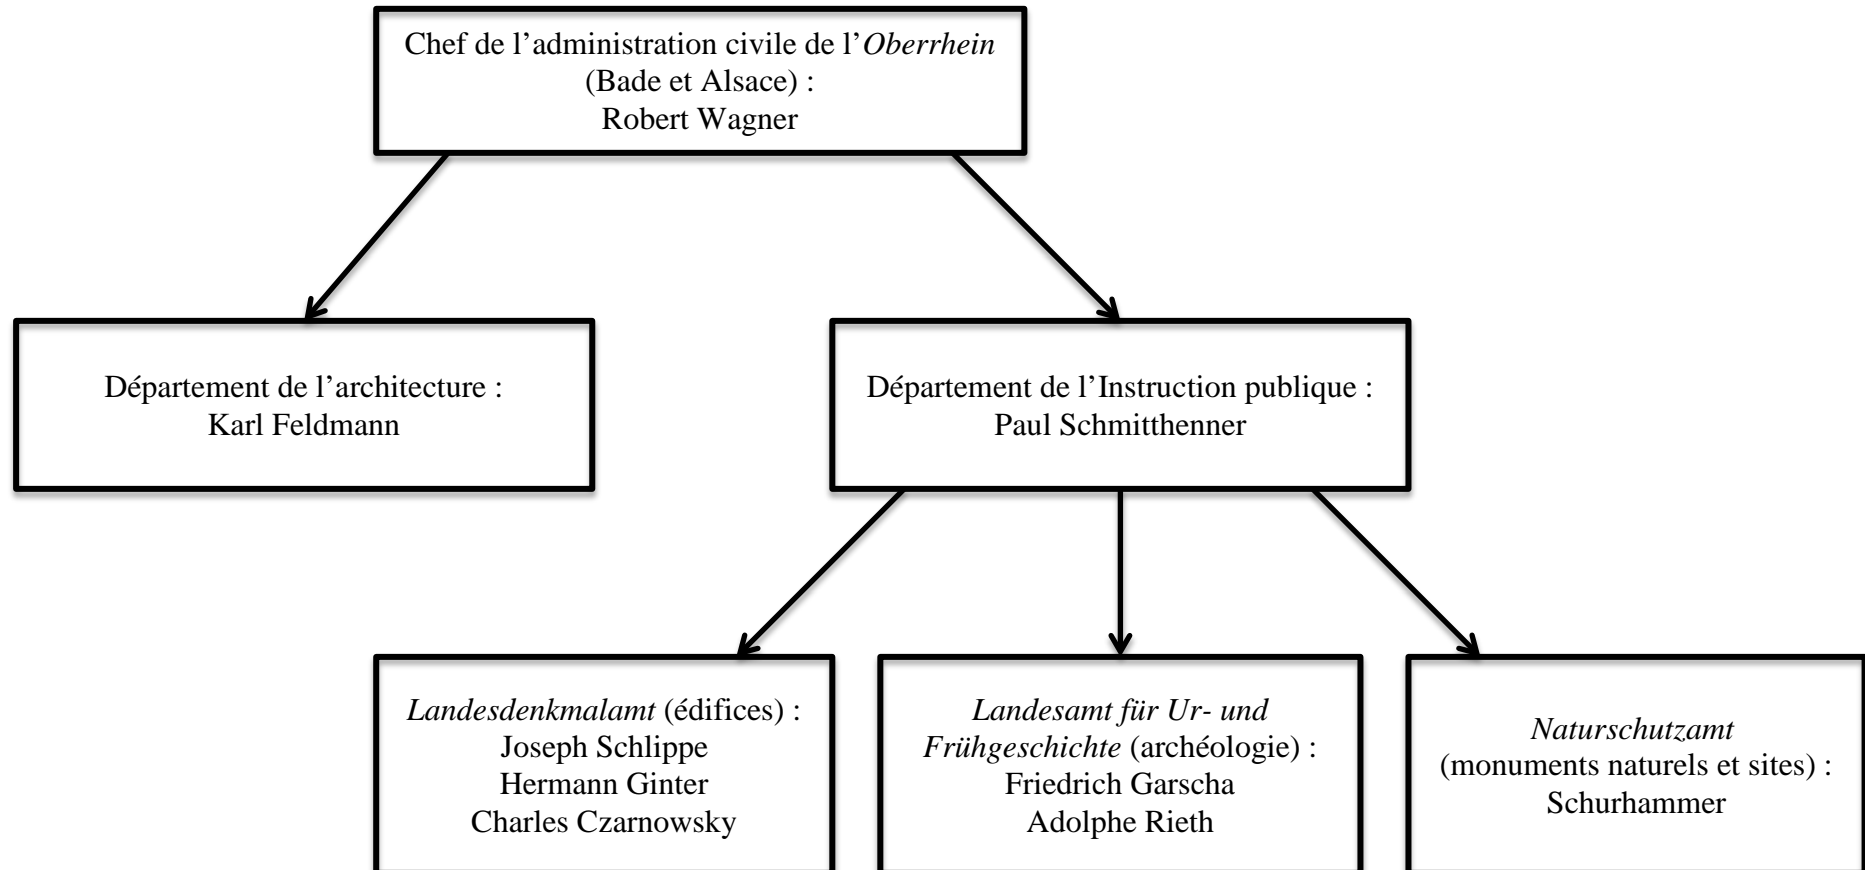 Chef de l’administration civile de l’Oberrhein
(Bade et Alsace) :
Robert Wagner
Département de l’architecture :
Karl Feldmann
Département de l’Instruction publique :
Paul Schmitthenner
Landesdenkmalamt (édifices) :
Joseph Schlippe
Hermann Ginter
Charles Czarnowsky
Landesamt für Ur- und
Frühgeschichte (archéologie) :
Friedrich Garscha
Adolphe Rieth
Naturschutzamt
(monuments naturels et sites) :
Schurhammer